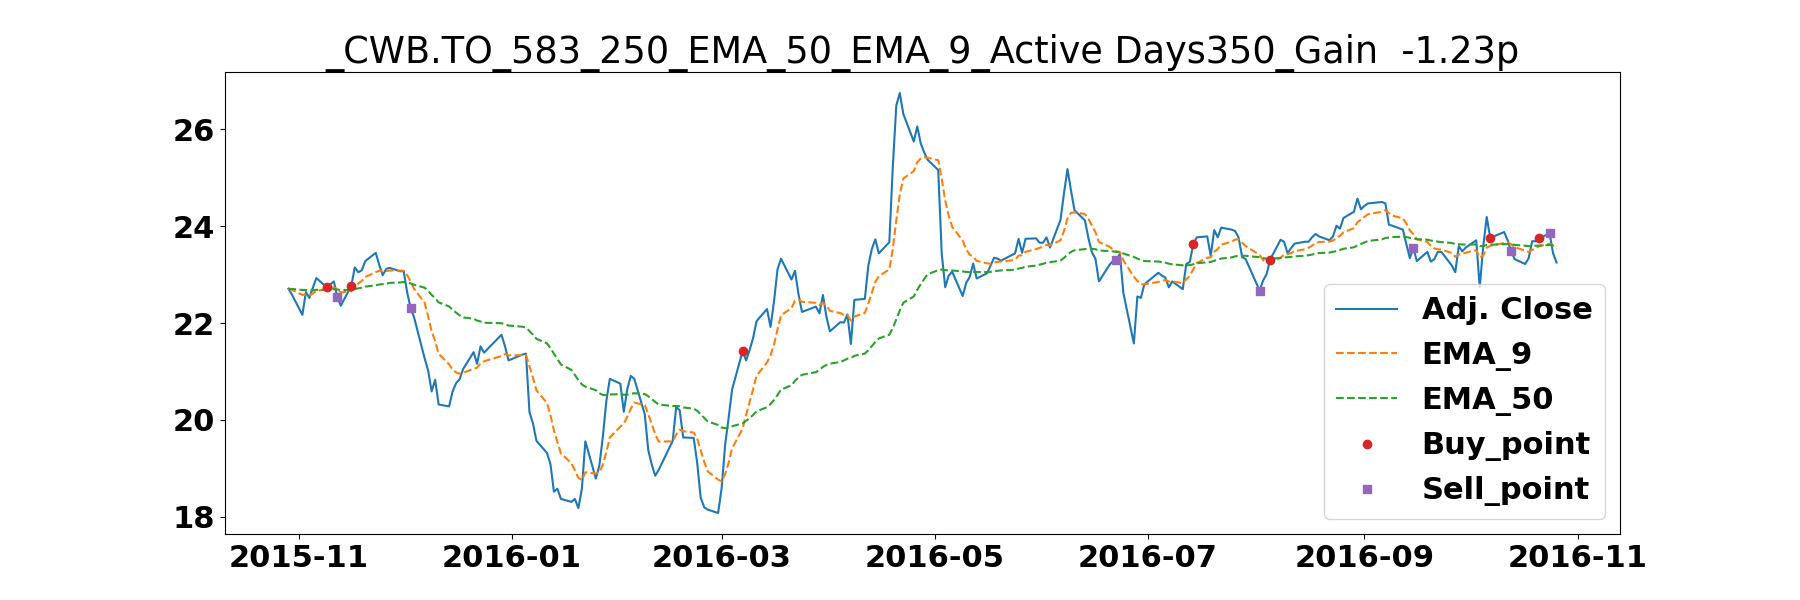 _CWB.TO_583_250_EMA_50_EMA_9_Active Days350_Gain  -1.23p
26
24
22
20
18
Adj. Close
EMA_9
EMA_50
Buy_point
Sell_point
2015-11 2016-01 2016-03 2016-05 2016-07 2016-09 2016-11